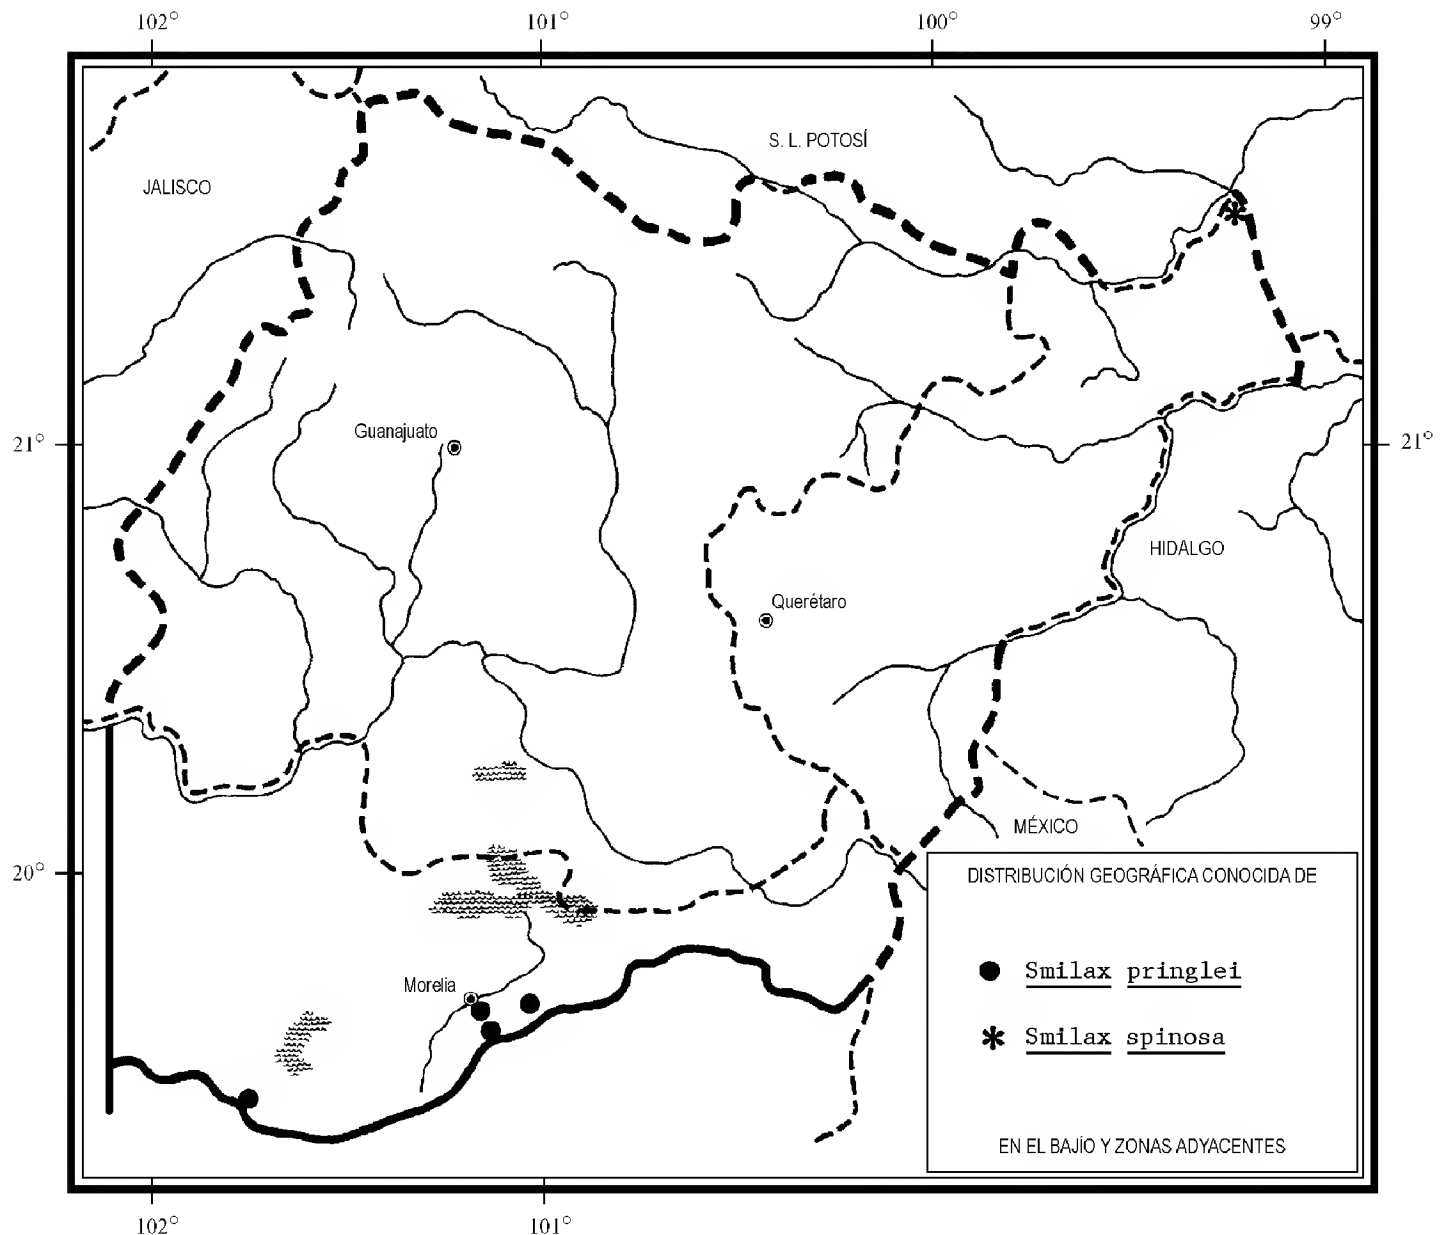 102° 101° 100° 99°
S. L. POTOSÍ
JALISCO
Guanajuato
21° 21°
HIDALGO
Querétaro
MÉXICO
20°
DISTRIBUCIÓN GEOGRÁFICA CONOCIDA DE
Smilax pringlei
Morelia
Smilax spinosa
EN EL BAJÍO Y ZONAS ADYACENTES
102° 101°